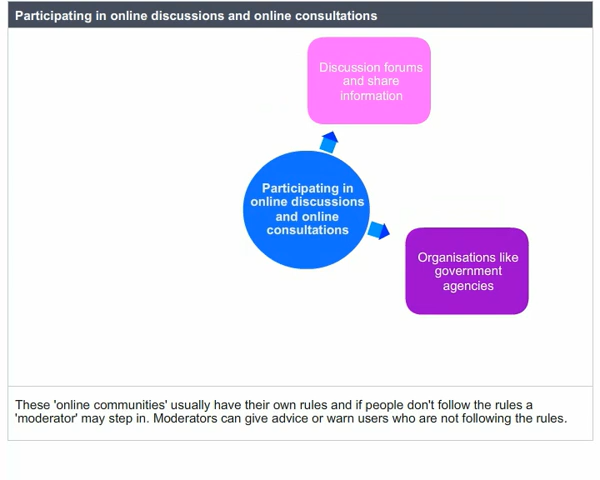 Participating in online discussions and online consultations
Discussion forums
and share
information
Participating in
online discussions
and online
consultations
Organisations like
government
agencies
These 'online communities' usually have their own rules and if people don't follow the rules a
'moderator' may step in. Moderators can give advice or warn users who are not following the rules.